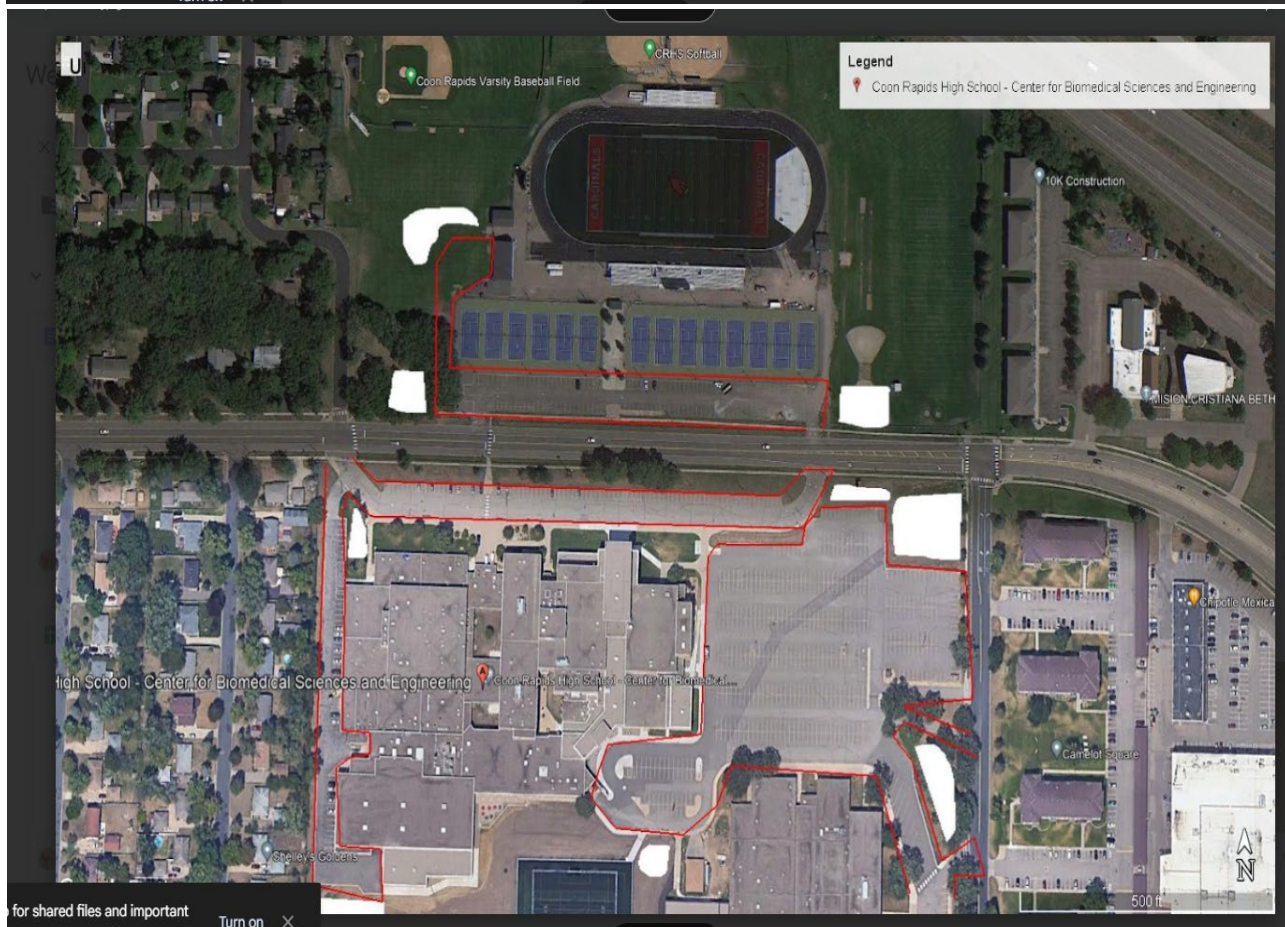 U
We
CRHS Softball
Coon Rapids Varsity Baseball Field
Legend
Coon Rapids High School - Center for Biomedical Sciences and Engineering
CARDINALS
CARDINALS
10K Construction
MISION CRISTIANA BETH
Chipotle Mexica
High School - Center for Biomedical Sciences and Engineering
A
Coon Rapids High School - Center for Biomedical...
Camelot Square
Shelley's Goldens
N
500 ft
for shared files and important
Turn on